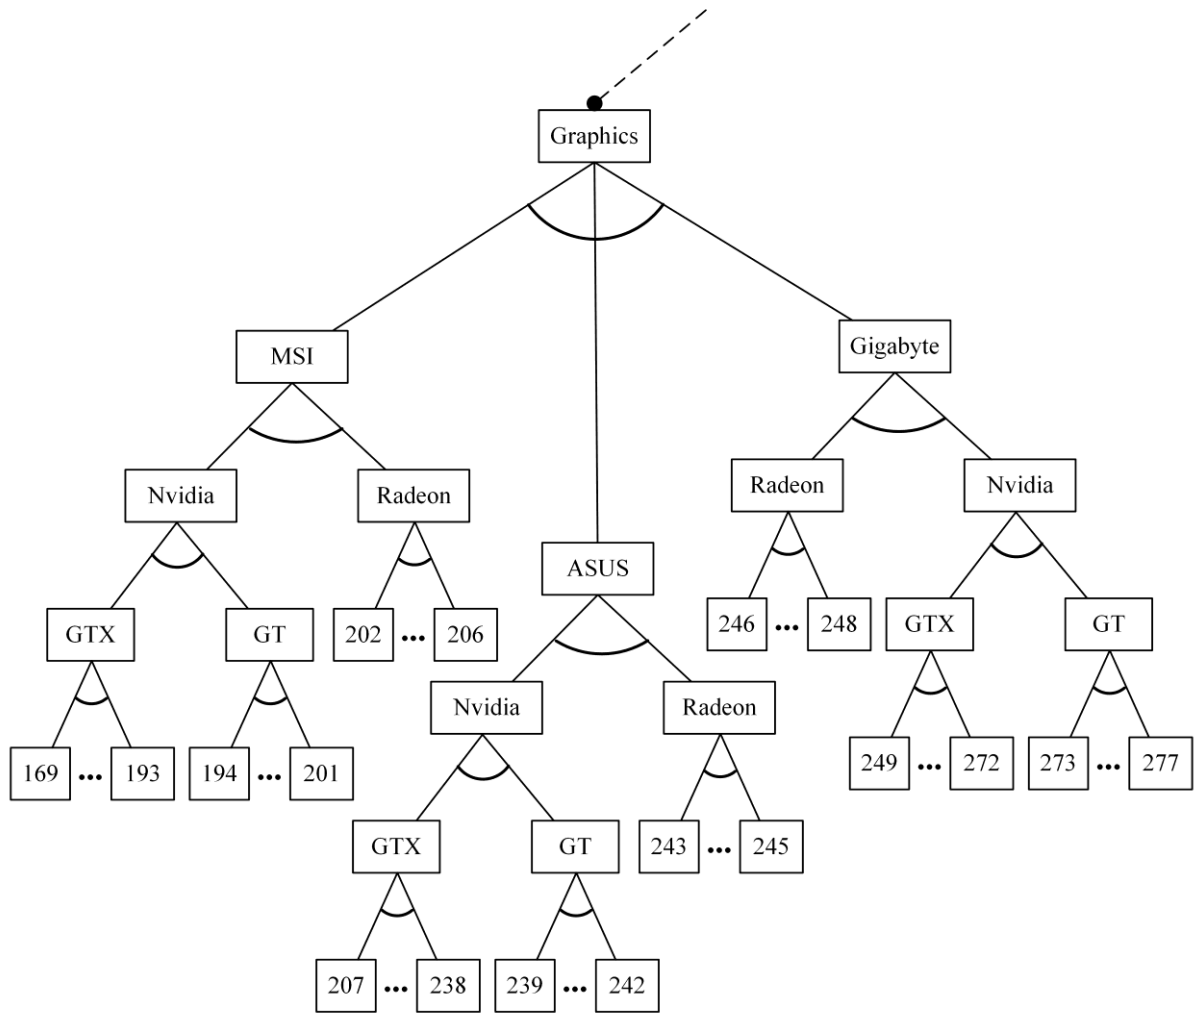 Graphics
MSI
Gigabyte
Nvidia
Radeon
Radeon
Nvidia
ASUS
GTX
GT
202 ... 206
246 ... 248
GTX
GT
Nvidia
Radeon
169 ... 193
194 ... 201
249 ... 272
273 ... 277
GTX
GT
243 ... 245
207 ... 238
239 ... 242